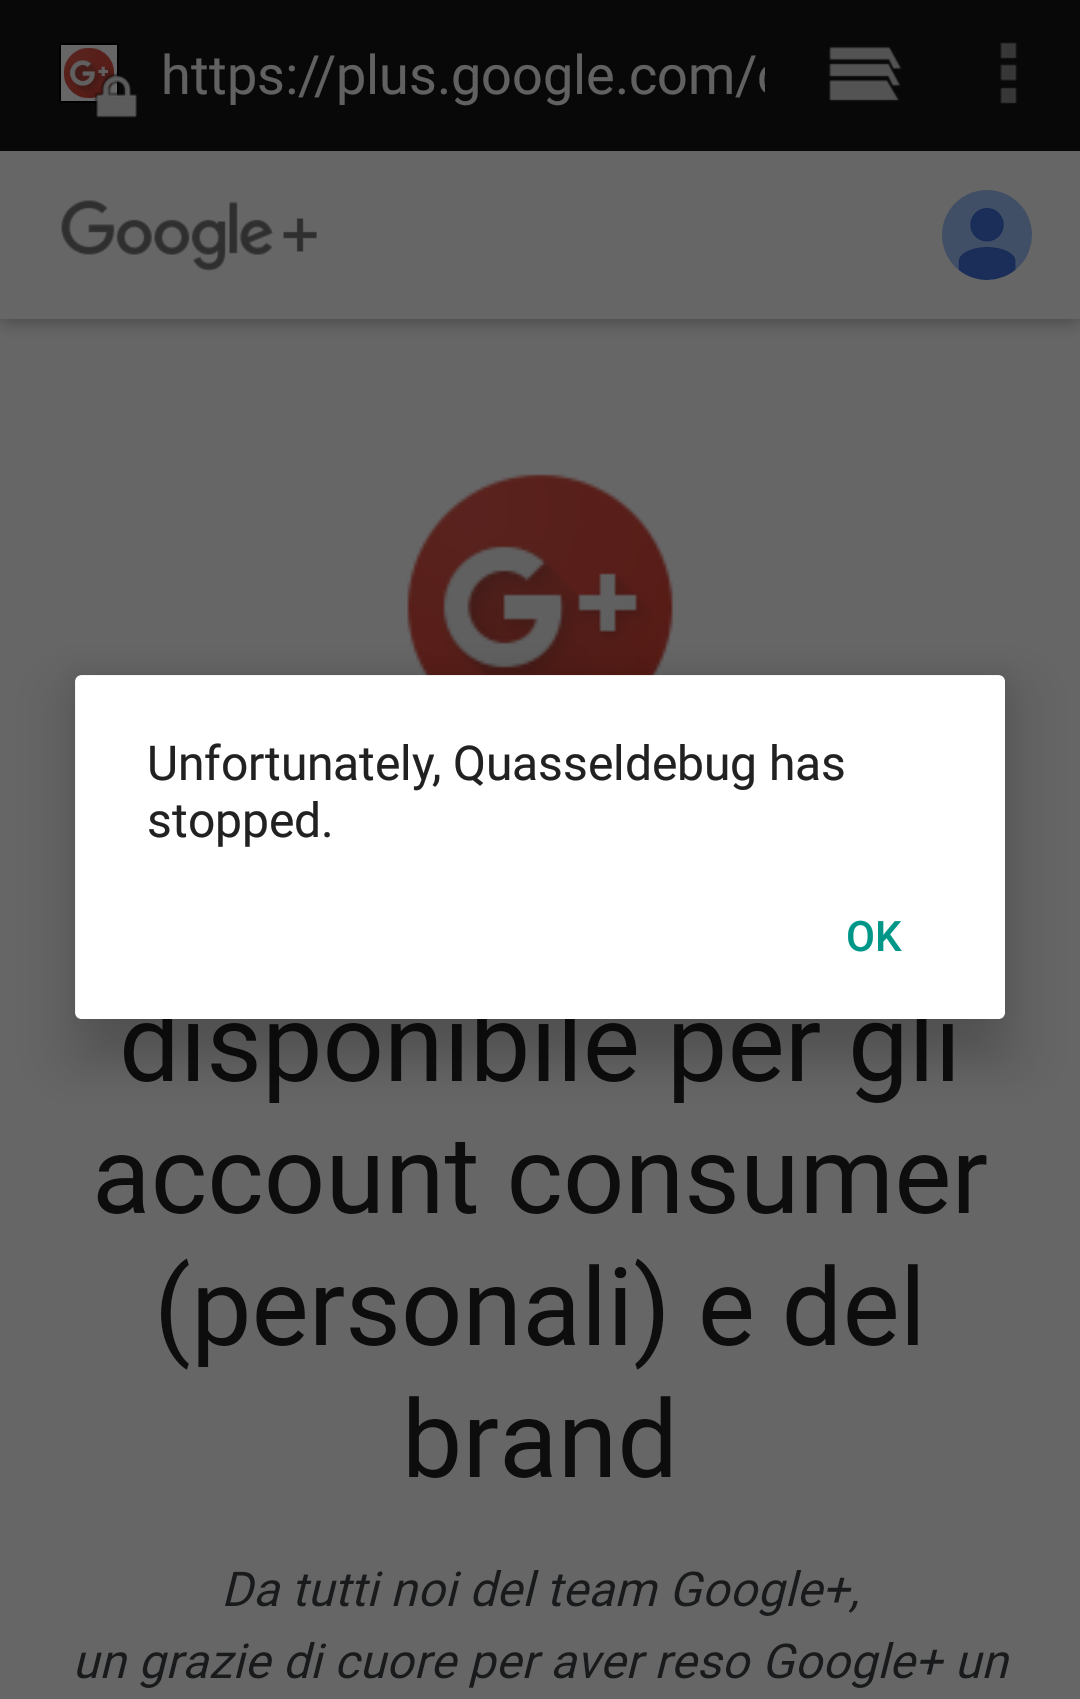 https://plus.google.com/
Google+
G+
Unfortunately, Quasseldebug has
stopped.
OK
disponibile per gli
account consumer
(personali) e del
brand
Da tutti noi del team Google+,
un grazie di cuore per aver reso Google+ un